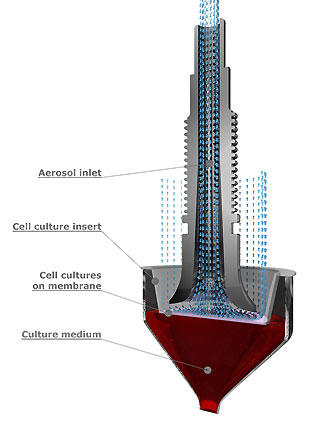 Aerosol inlet
Cell culture insert
Cell cultures
on membrane
Culture medium